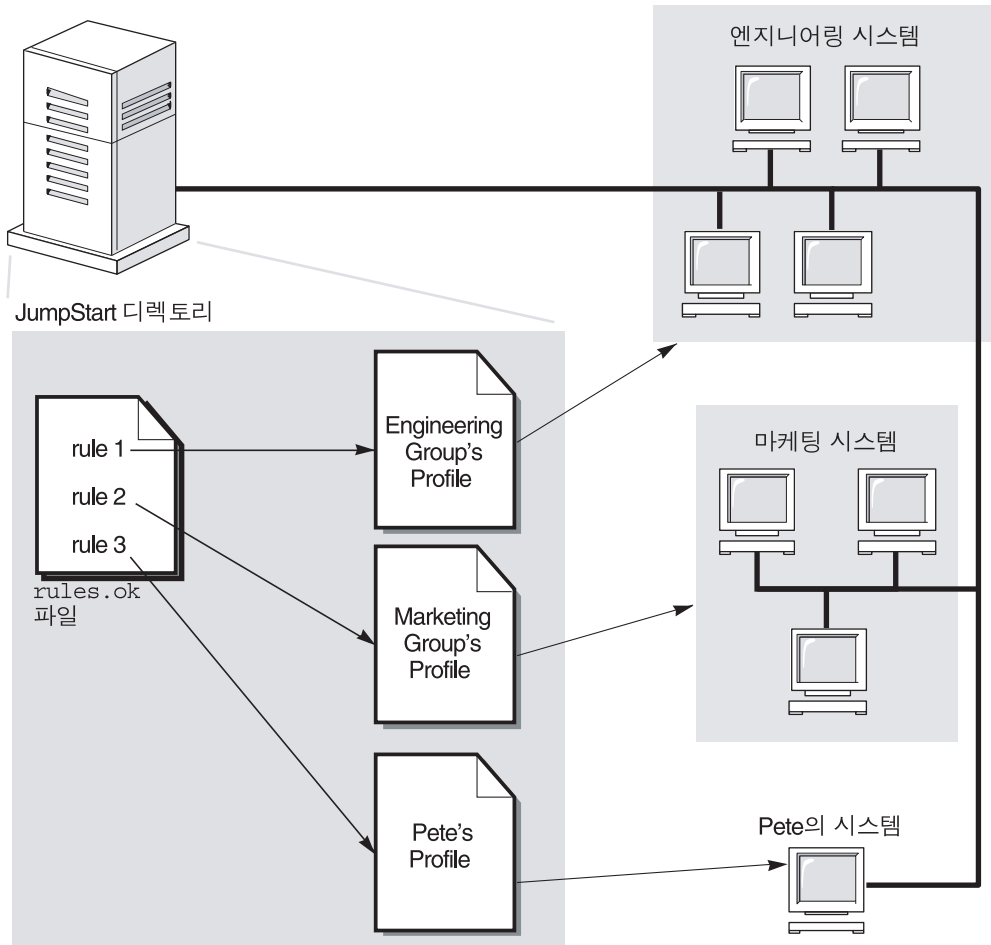 엔지니어링 시스템
JumpStart 디렉토리
rule 1
rule 2
rule 3
rules.ok
파일
Engineering
Group's
Profile
Marketing
Group's
Profile
Pete's
Profile
마케팅 시스템
Pete의 시스템